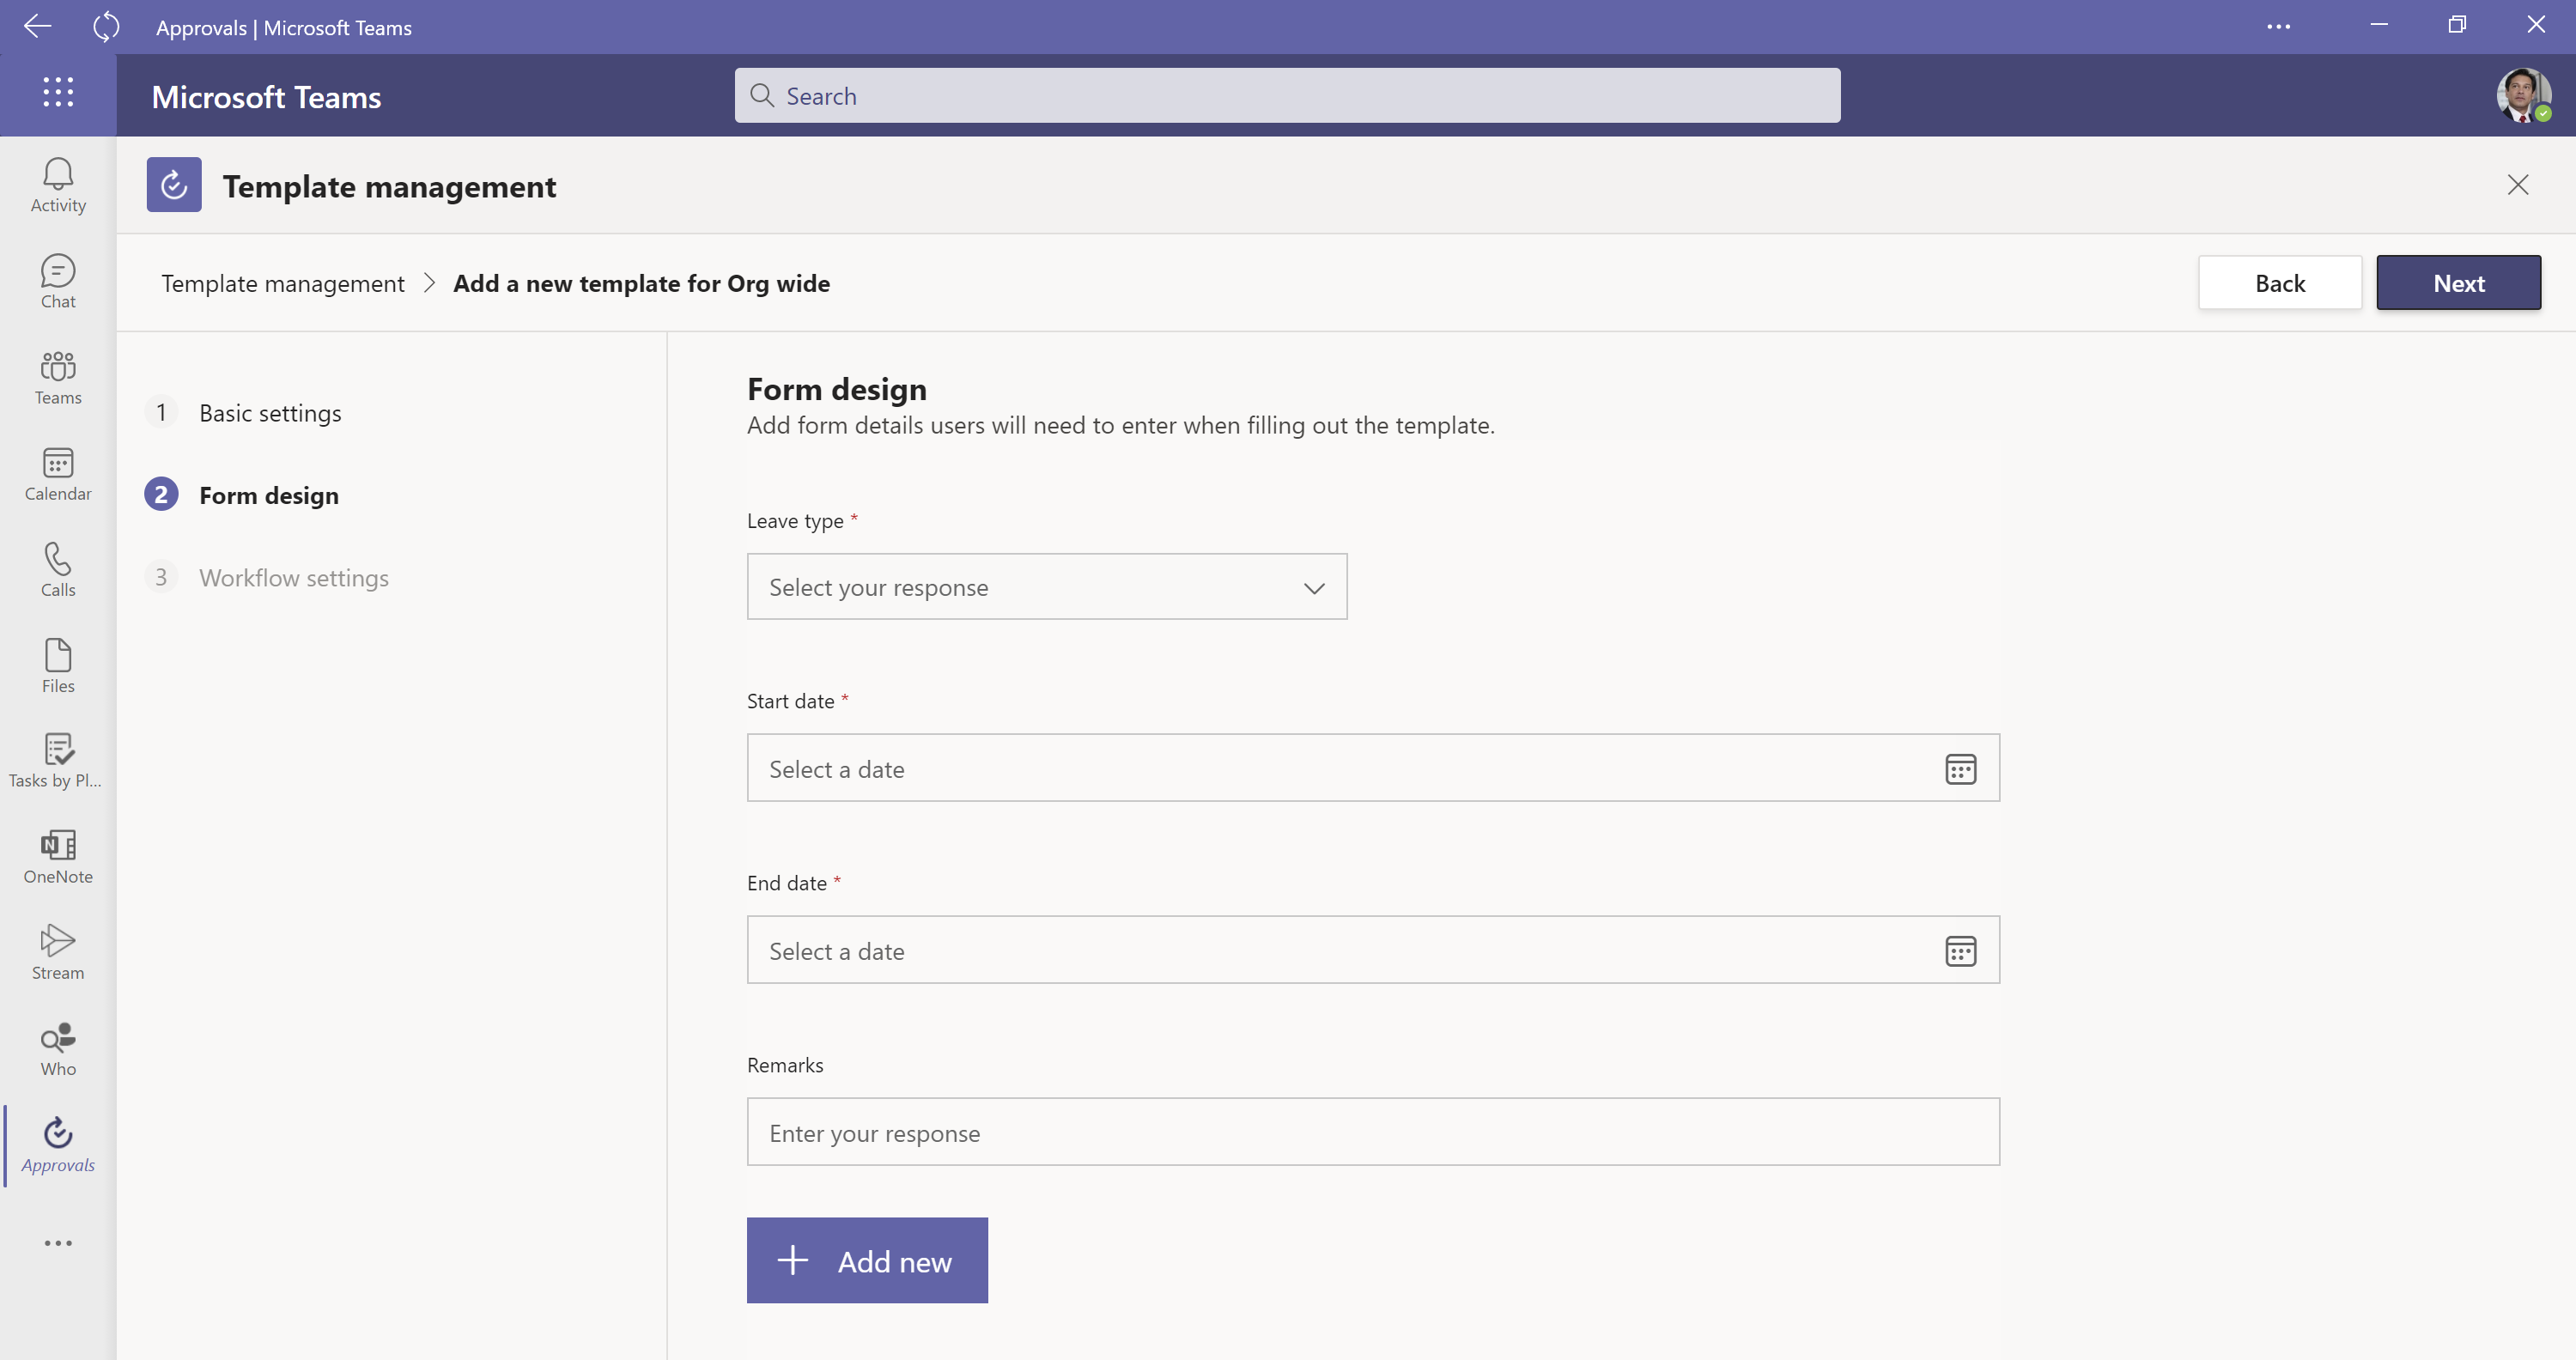 Approvals | Microsoft Teams
Microsoft Teams
Search
Activity
Chat
Teams
Calendar
Calls
Files
Tasks by Pl...
OneNote
Stream
Who
Approvals
Template management
Template management > Add a new template for Org wide
Back
Next
1 Basic settings
2 Form design
3 Workflow settings
Form design
Add form details users will need to enter when filling out the template.
Leave type *
Select your response
Start date *
Select a date
End date *
Select a date
Remarks
Enter your response
+ Add new